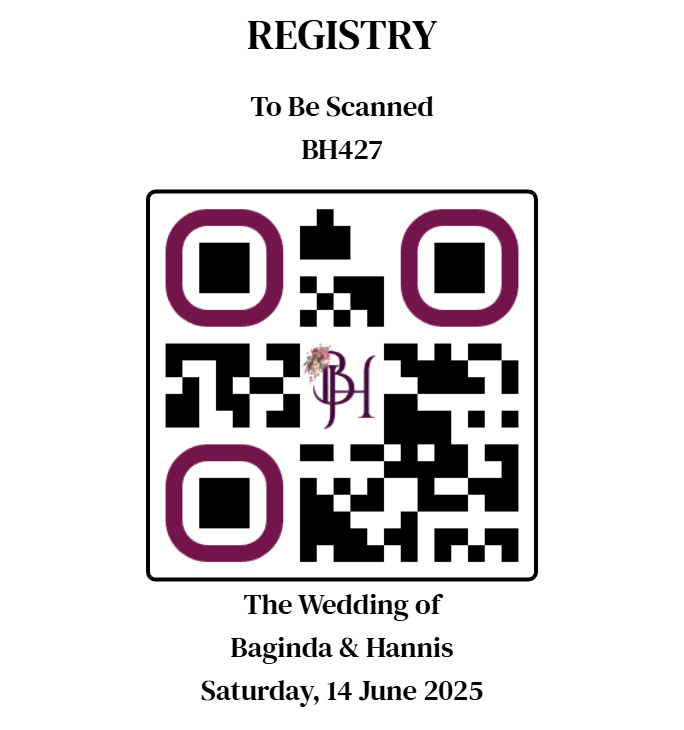 REGISTRY
To Be Scanned
BH427
BH
The Wedding of
Baginda & Hannis
Saturday, 14 June 2025